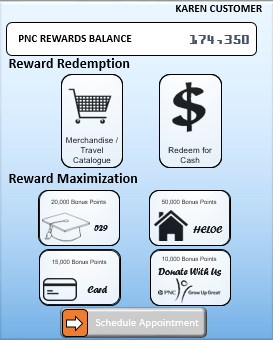 KAREN CUSTOMER
PNC REWARDS BALANCE 174,350
Reward Redemption
Merchandise /
Travel
Catalogue
Redeem for
Cash
Reward Maximization
20,000 Bonus Points
529
50,000 Bonus Points
HELOC
15,000 Bonus Points
Card
10,000 Bonus Points
Donate With Us
PNC Grow Up Great
Schedule Appointment